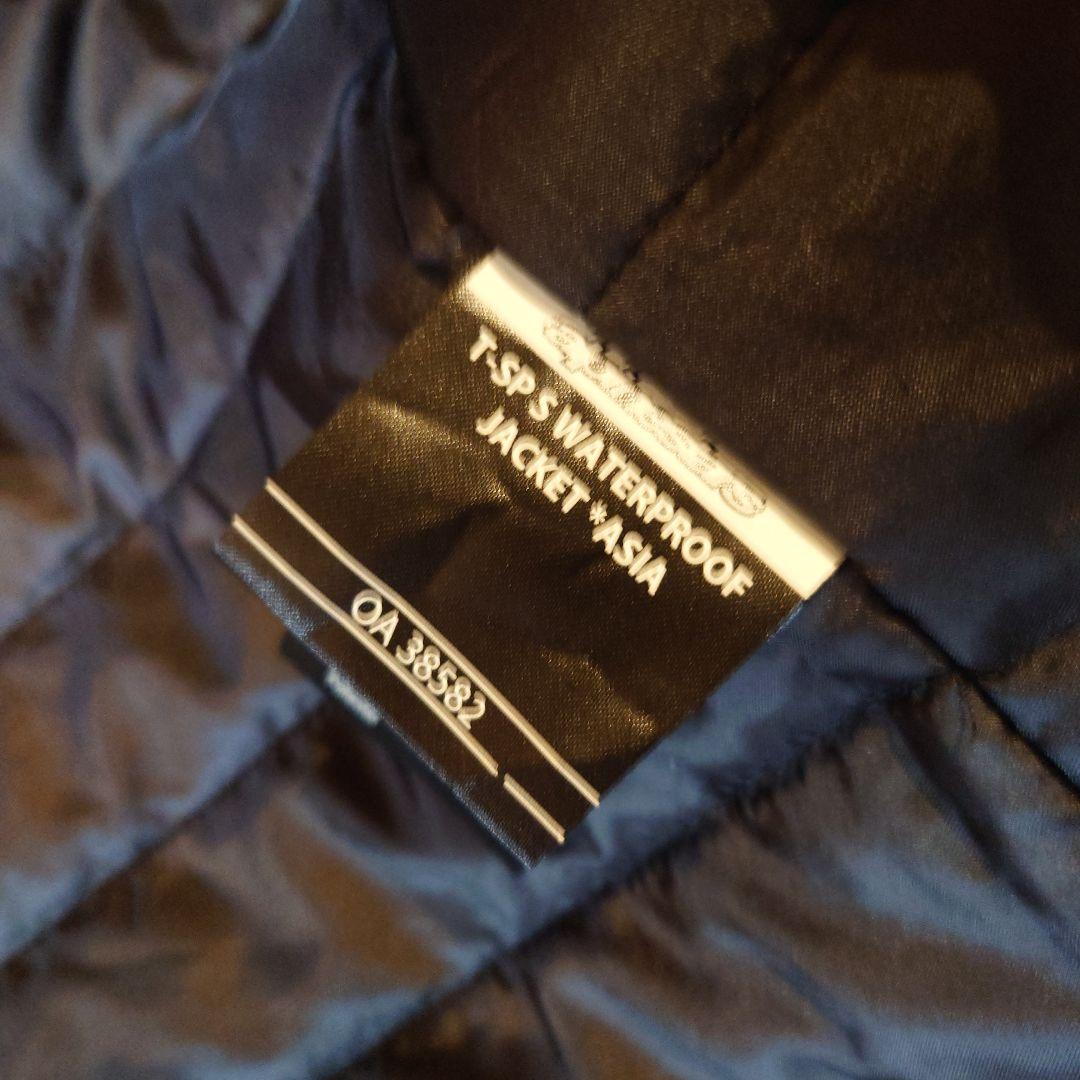 T-SP S WATERPROOF
JACKET *ASIA
OA 38582